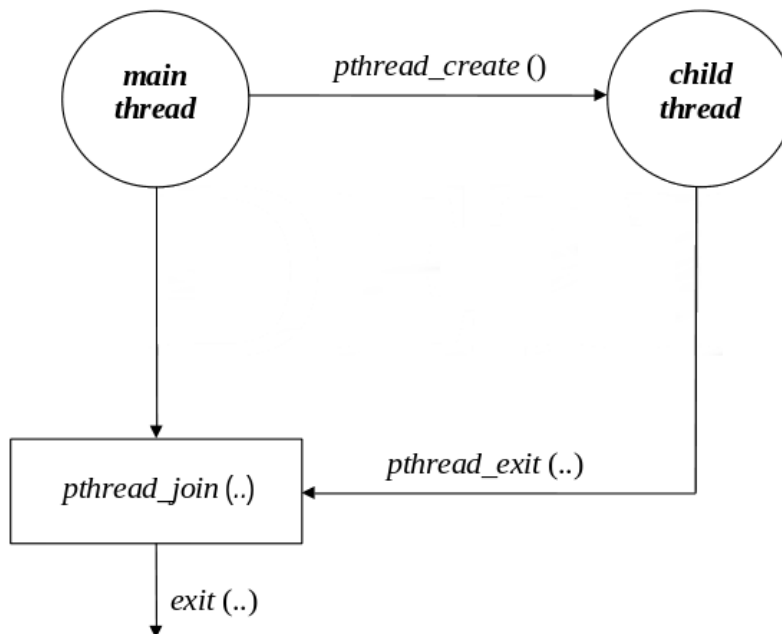 main
thread
pthread_create ()
child
thread
pthread_join (..)
pthread_exit (..)
exit (..)